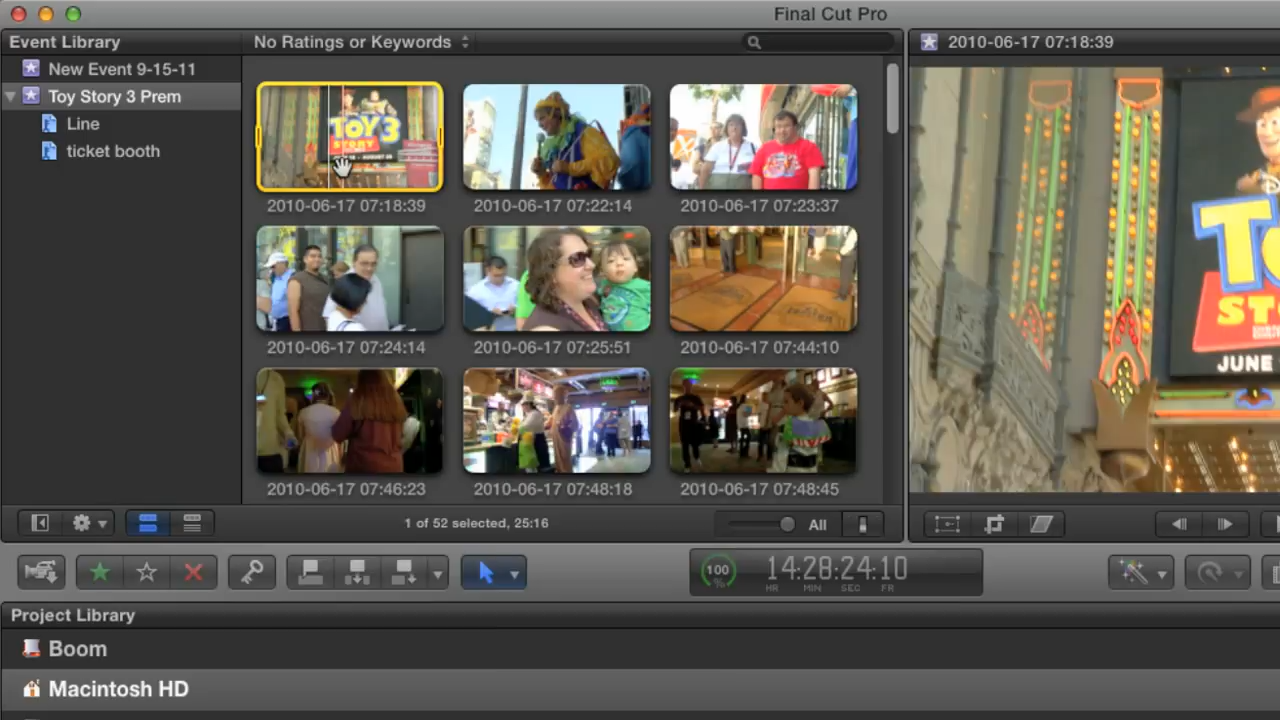 Final Cut Pro
Event Library
No Ratings or Keywords
2010-06-17 07:18:39
New Event 9-15-11
Toy Story 3 Prem
Line
ticket booth
TOY 3
STORY
2010-06-17 07:18:39
2010-06-17 07:22:14
2010-06-17 07:23:37
2010-06-17 07:24:14
2010-06-17 07:25:51
2010-06-17 07:44:10
2010-06-17 07:46:23
2010-06-17 07:48:18
2010-06-17 07:48:45
TO
ST
JUNE
1 of 52 selected, 25:16
All
100
%
14:28:24:10
HR MIN SEC FR
Project Library
Boom
Macintosh HD